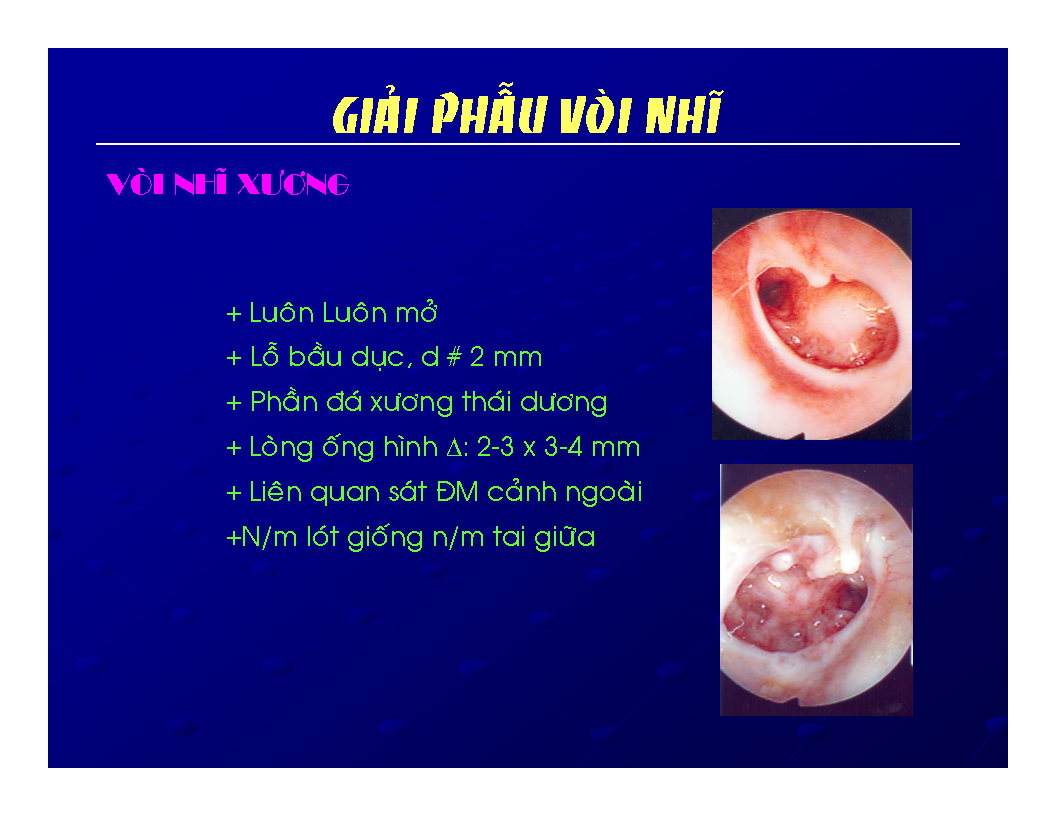 GIẢI PHẪU VÒI NHĨ
VÒI NHĨ XƯƠNG
+ Luôn Luôn mở
+ Lỗ bầu dục, d # 2 mm
+ Phần đá xương thái dương
+ Lòng ống hình ∆: 2-3 x 3-4 mm
+ Liên quan sát ĐM cảnh ngoài
+N/m lót giống n/m tai giữa